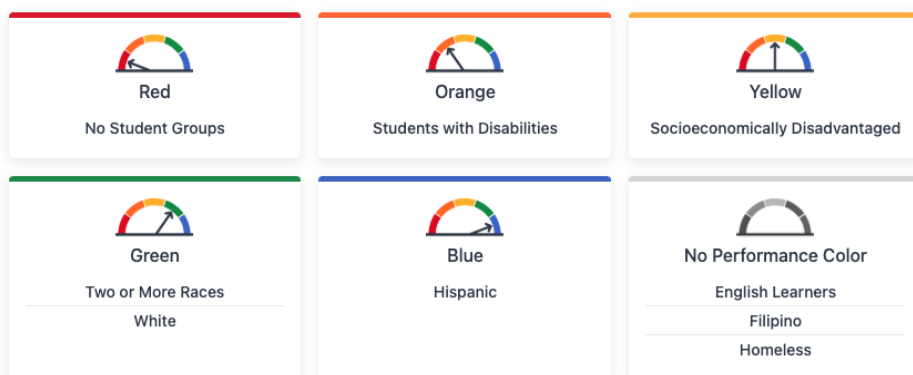 Red
No Student Groups
Orange
Students with Disabilities
Yellow
Socioeconomically Disadvantaged
Green
Two or More Races
White
Blue
Hispanic
No Performance Color
English Learners
Filipino
Homeless